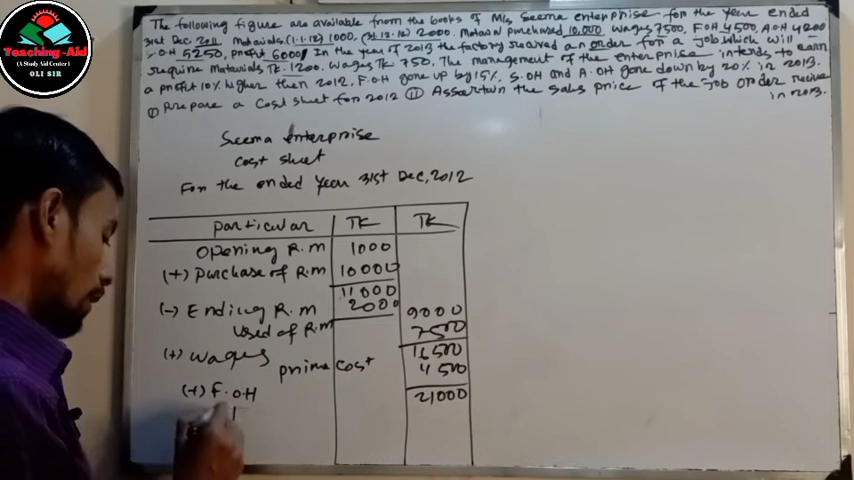 Teaching-Aid
(A Study Aid Center)
OLI SIR
The following figure are available from the books of M/s Seema enterprise for the year ended
31st Dec, 2011 Materials (1.1.12) 1000, (31.12.12) 2000. Material purchased 10,000 wages 7500, F.OH 4500, A.OH 4200
.OH 5250, profit 6000 In the year of 2013 the factory received an order for a job which will
require Materials TK. 1200. Wages TK 750. The management of the enterprise intends to earn
a profit 10% higher then 2012. F.OH gone up by 15%, S.OH and A.OH gone down by 20% in 2013.
① Prepare a Cost sheet for 2012 ⑪ Assertain the sales price of the Job order receive
in 2013.
Seema enterprise
cost sheet
For the ended Year 31st Dec, 2012
particular TK TK
Opening R.m 1000
(+) Purchase of R.m 10000
11000
(-) Ending R.m 2000 9000
Used of R.m 7500
(+) wages 16500
prime cost 4500
(+) F.O.H 21000